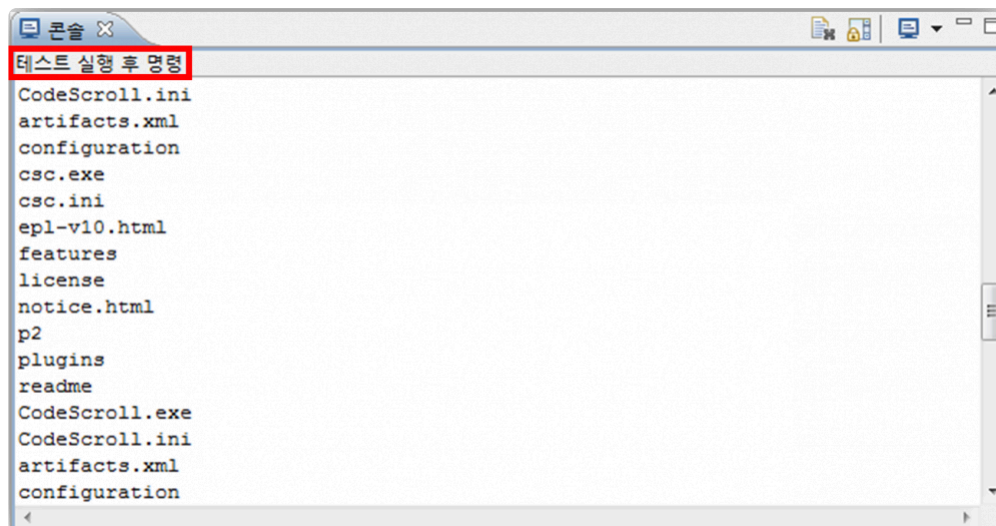 콘솔
테스트 실행 후 명령
CodeScroll.ini
artifacts.xml
configuration
csc.exe
csc.ini
epl-v10.html
features
license
notice.html
p2
plugins
readme
CodeScroll.exe
CodeScroll.ini
artifacts.xml
configuration